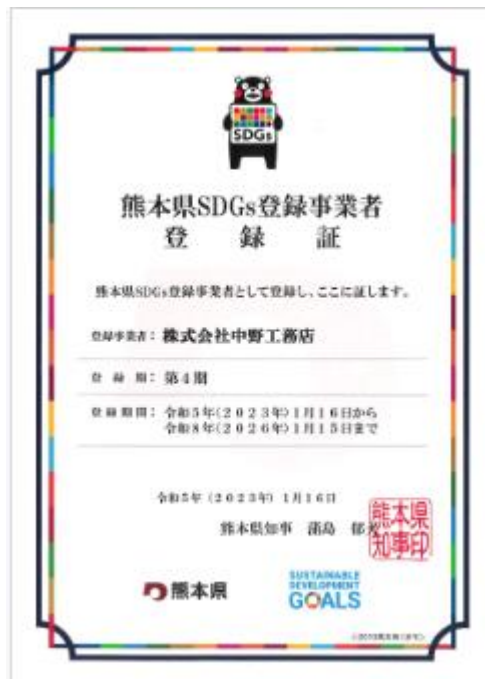 SDGs
熊本県SDGs登録事業者
登 録 証
熊本県SDGs登録事業者として登録し、ここに証します。
登録事業者：株式会社中野工務店
登 録 期：第4期
登録期間：令和5年(2023年)1月16日から
令和8年(2026年)1月15日まで
令和5年（2023年）1月16日
熊本県知事 蒲島 郁夫
熊本県
知事印
熊本県
SUSTAINABLE
DEVELOPMENT
GOALS